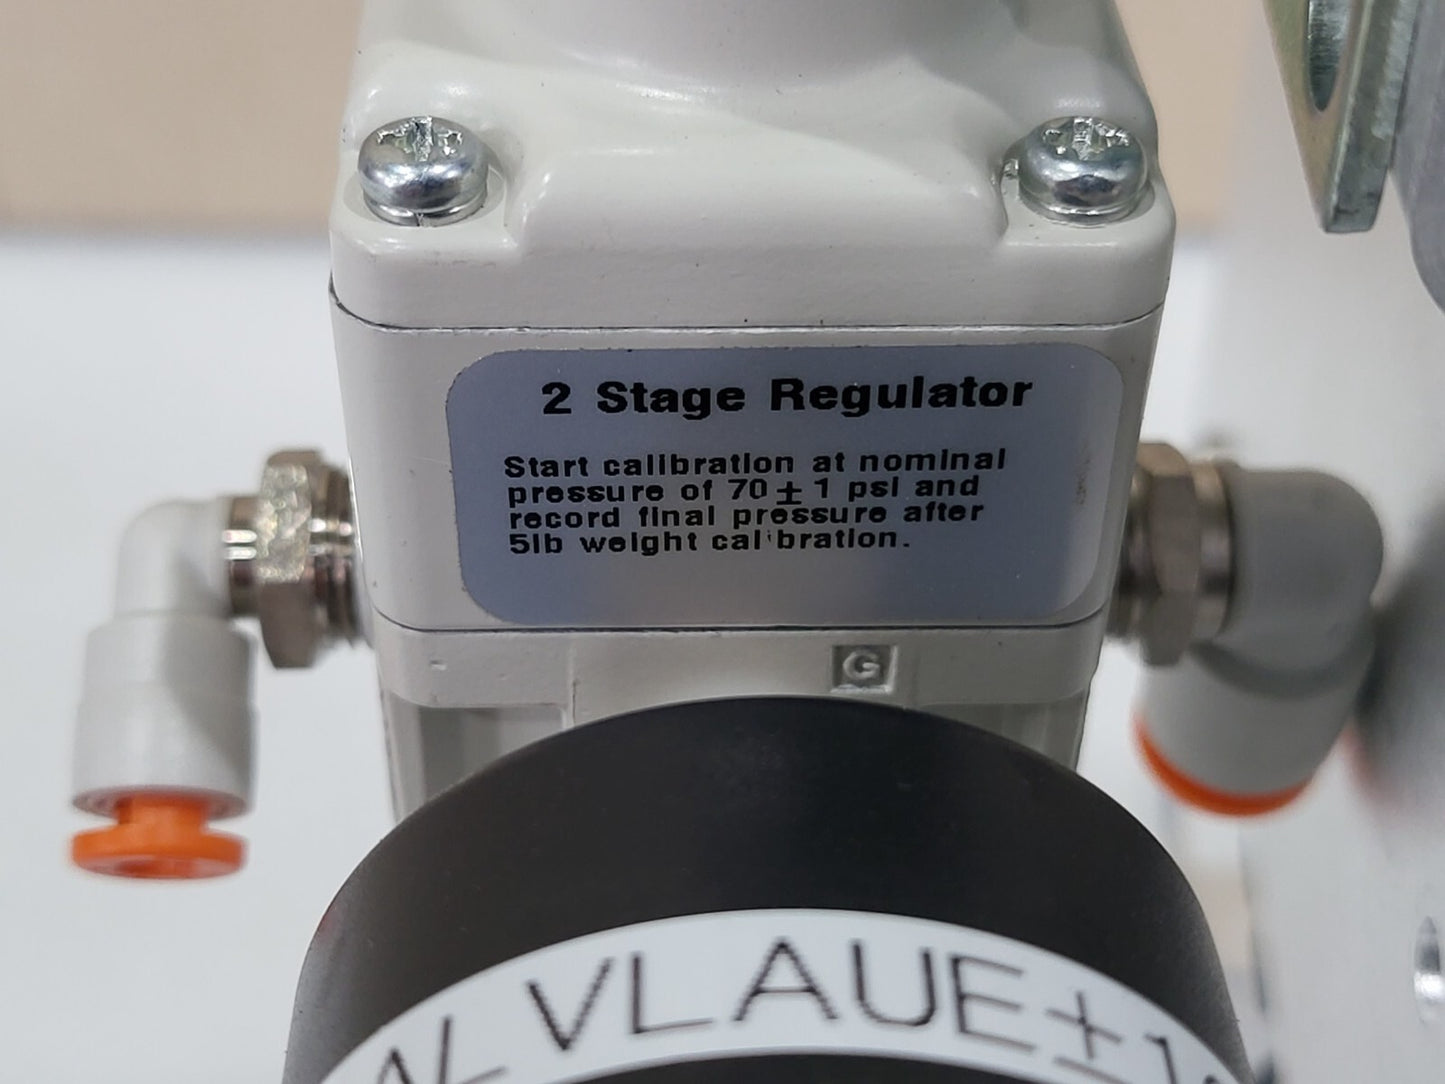 2 Stage Regulator
Start calibration at nominal
pressure of 70 ± 1 psi and
record final pressure after
5lb weight calibration.
G
VLAUE±1